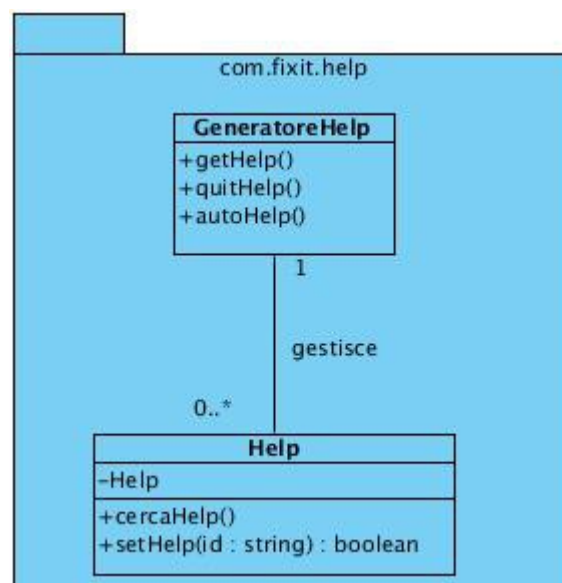 com.fixit.help
GeneratoreHelp
+getHelp()
+quitHelp()
+autoHelp()
1
gestisce
0..*
Help
-Help
+cercaHelp()
+setHelp(id : string) : boolean